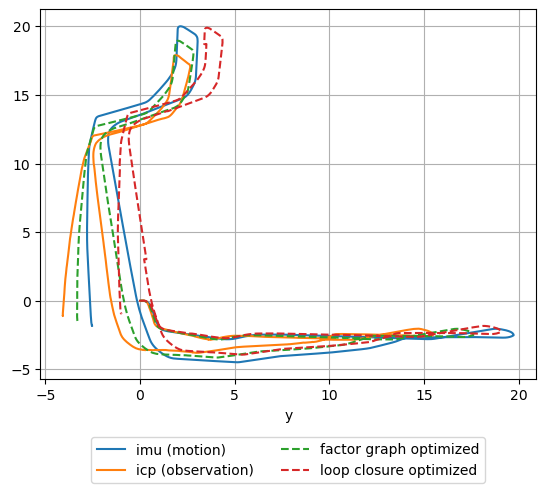 20
15
10
5
0
−5
−5 0 5 10 15 20
y
imu (motion) factor graph optimized
icp (observation) loop closure optimized